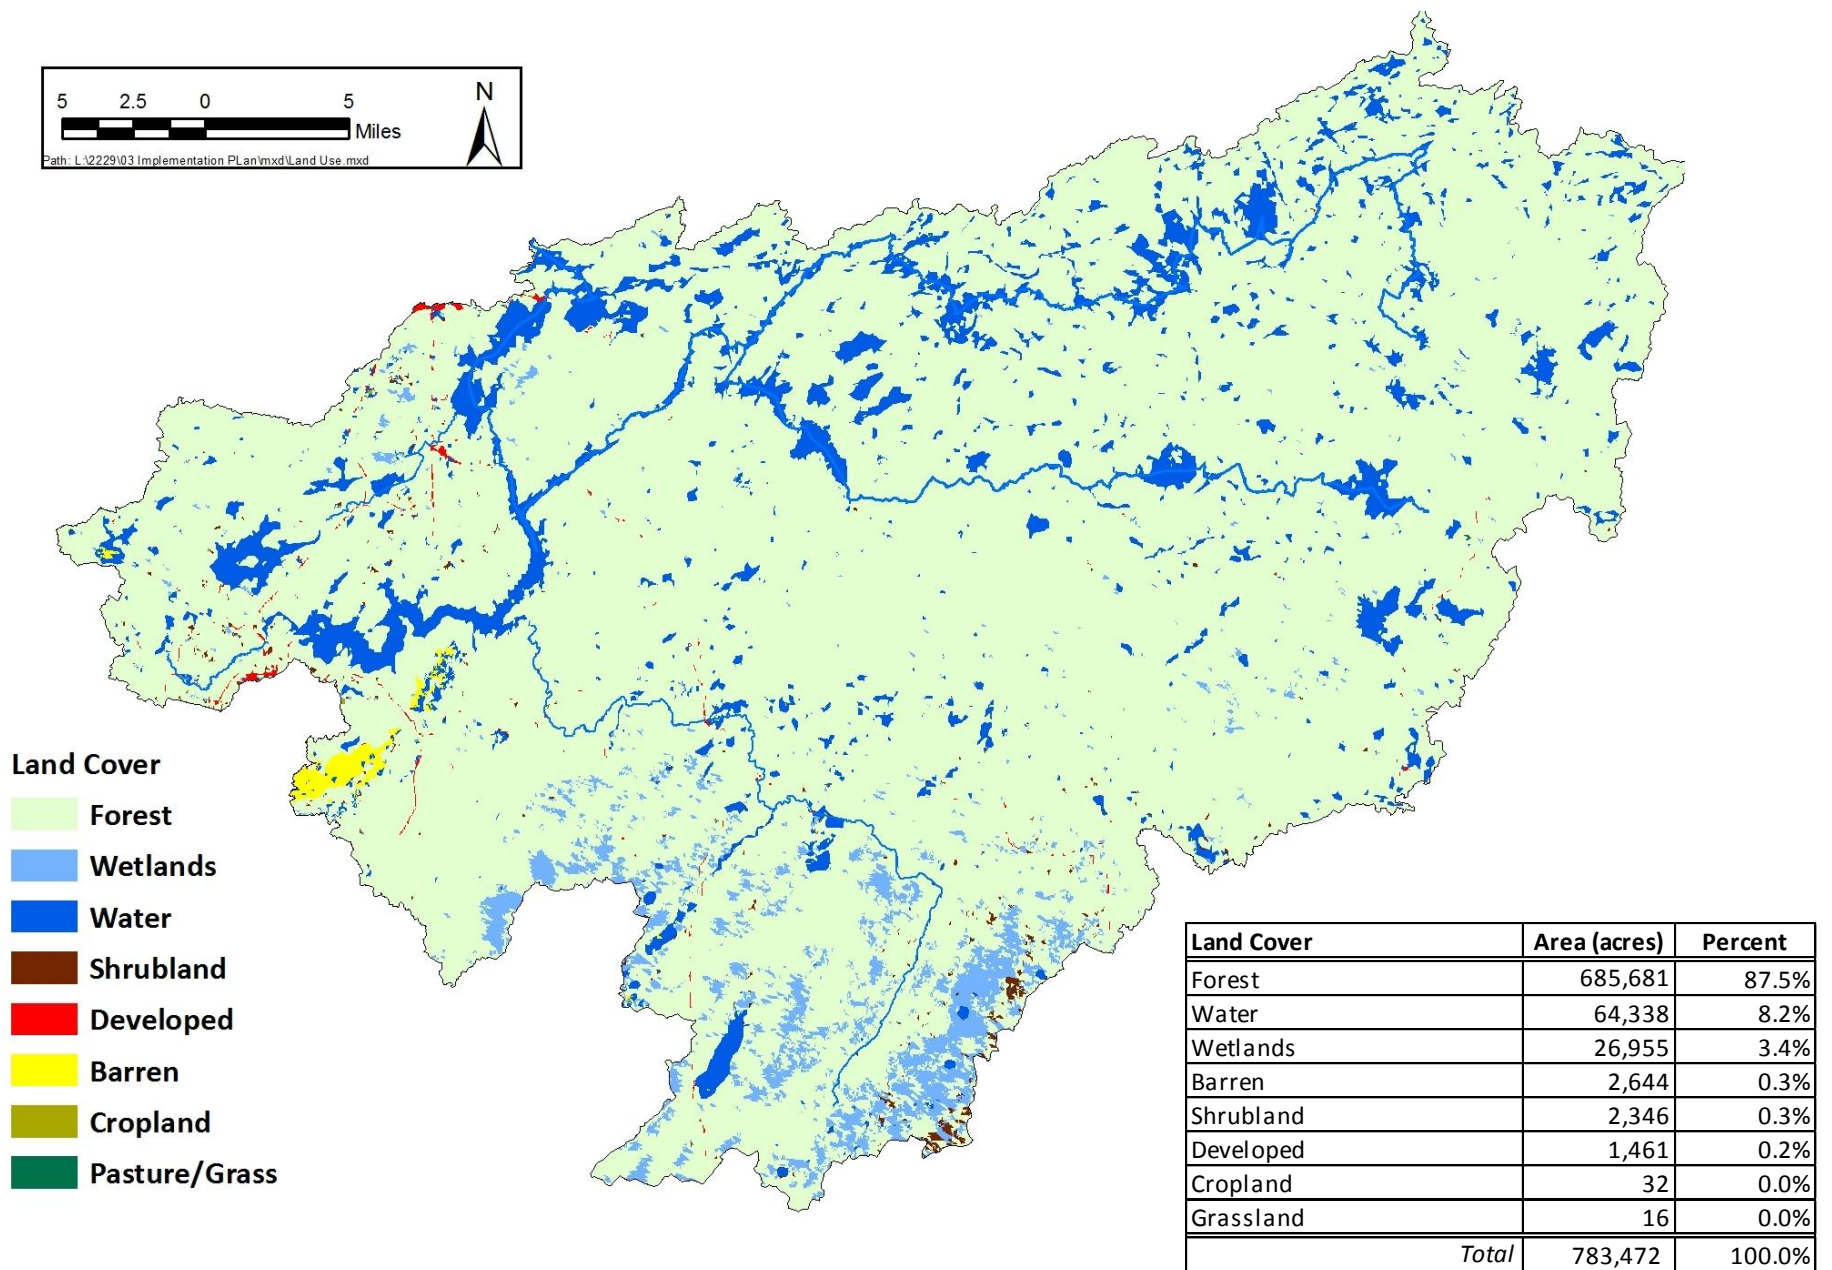 5 2.5 0 5
Miles
N
Path: L:\2229\03 Implementation PLan\mxd\Land Use.mxd
Land Cover
Forest
Wetlands
Water
Shrubland
Developed
Barren
Cropland
Pasture/Grass
Land Cover Area (acres) Percent
Forest 685,681 87.5%
Water 64,338 8.2%
Wetlands 26,955 3.4%
Barren 2,644 0.3%
Shrubland 2,346 0.3%
Developed 1,461 0.2%
Cropland 32 0.0%
Grassland 16 0.0%
Total 783,472 100.0%